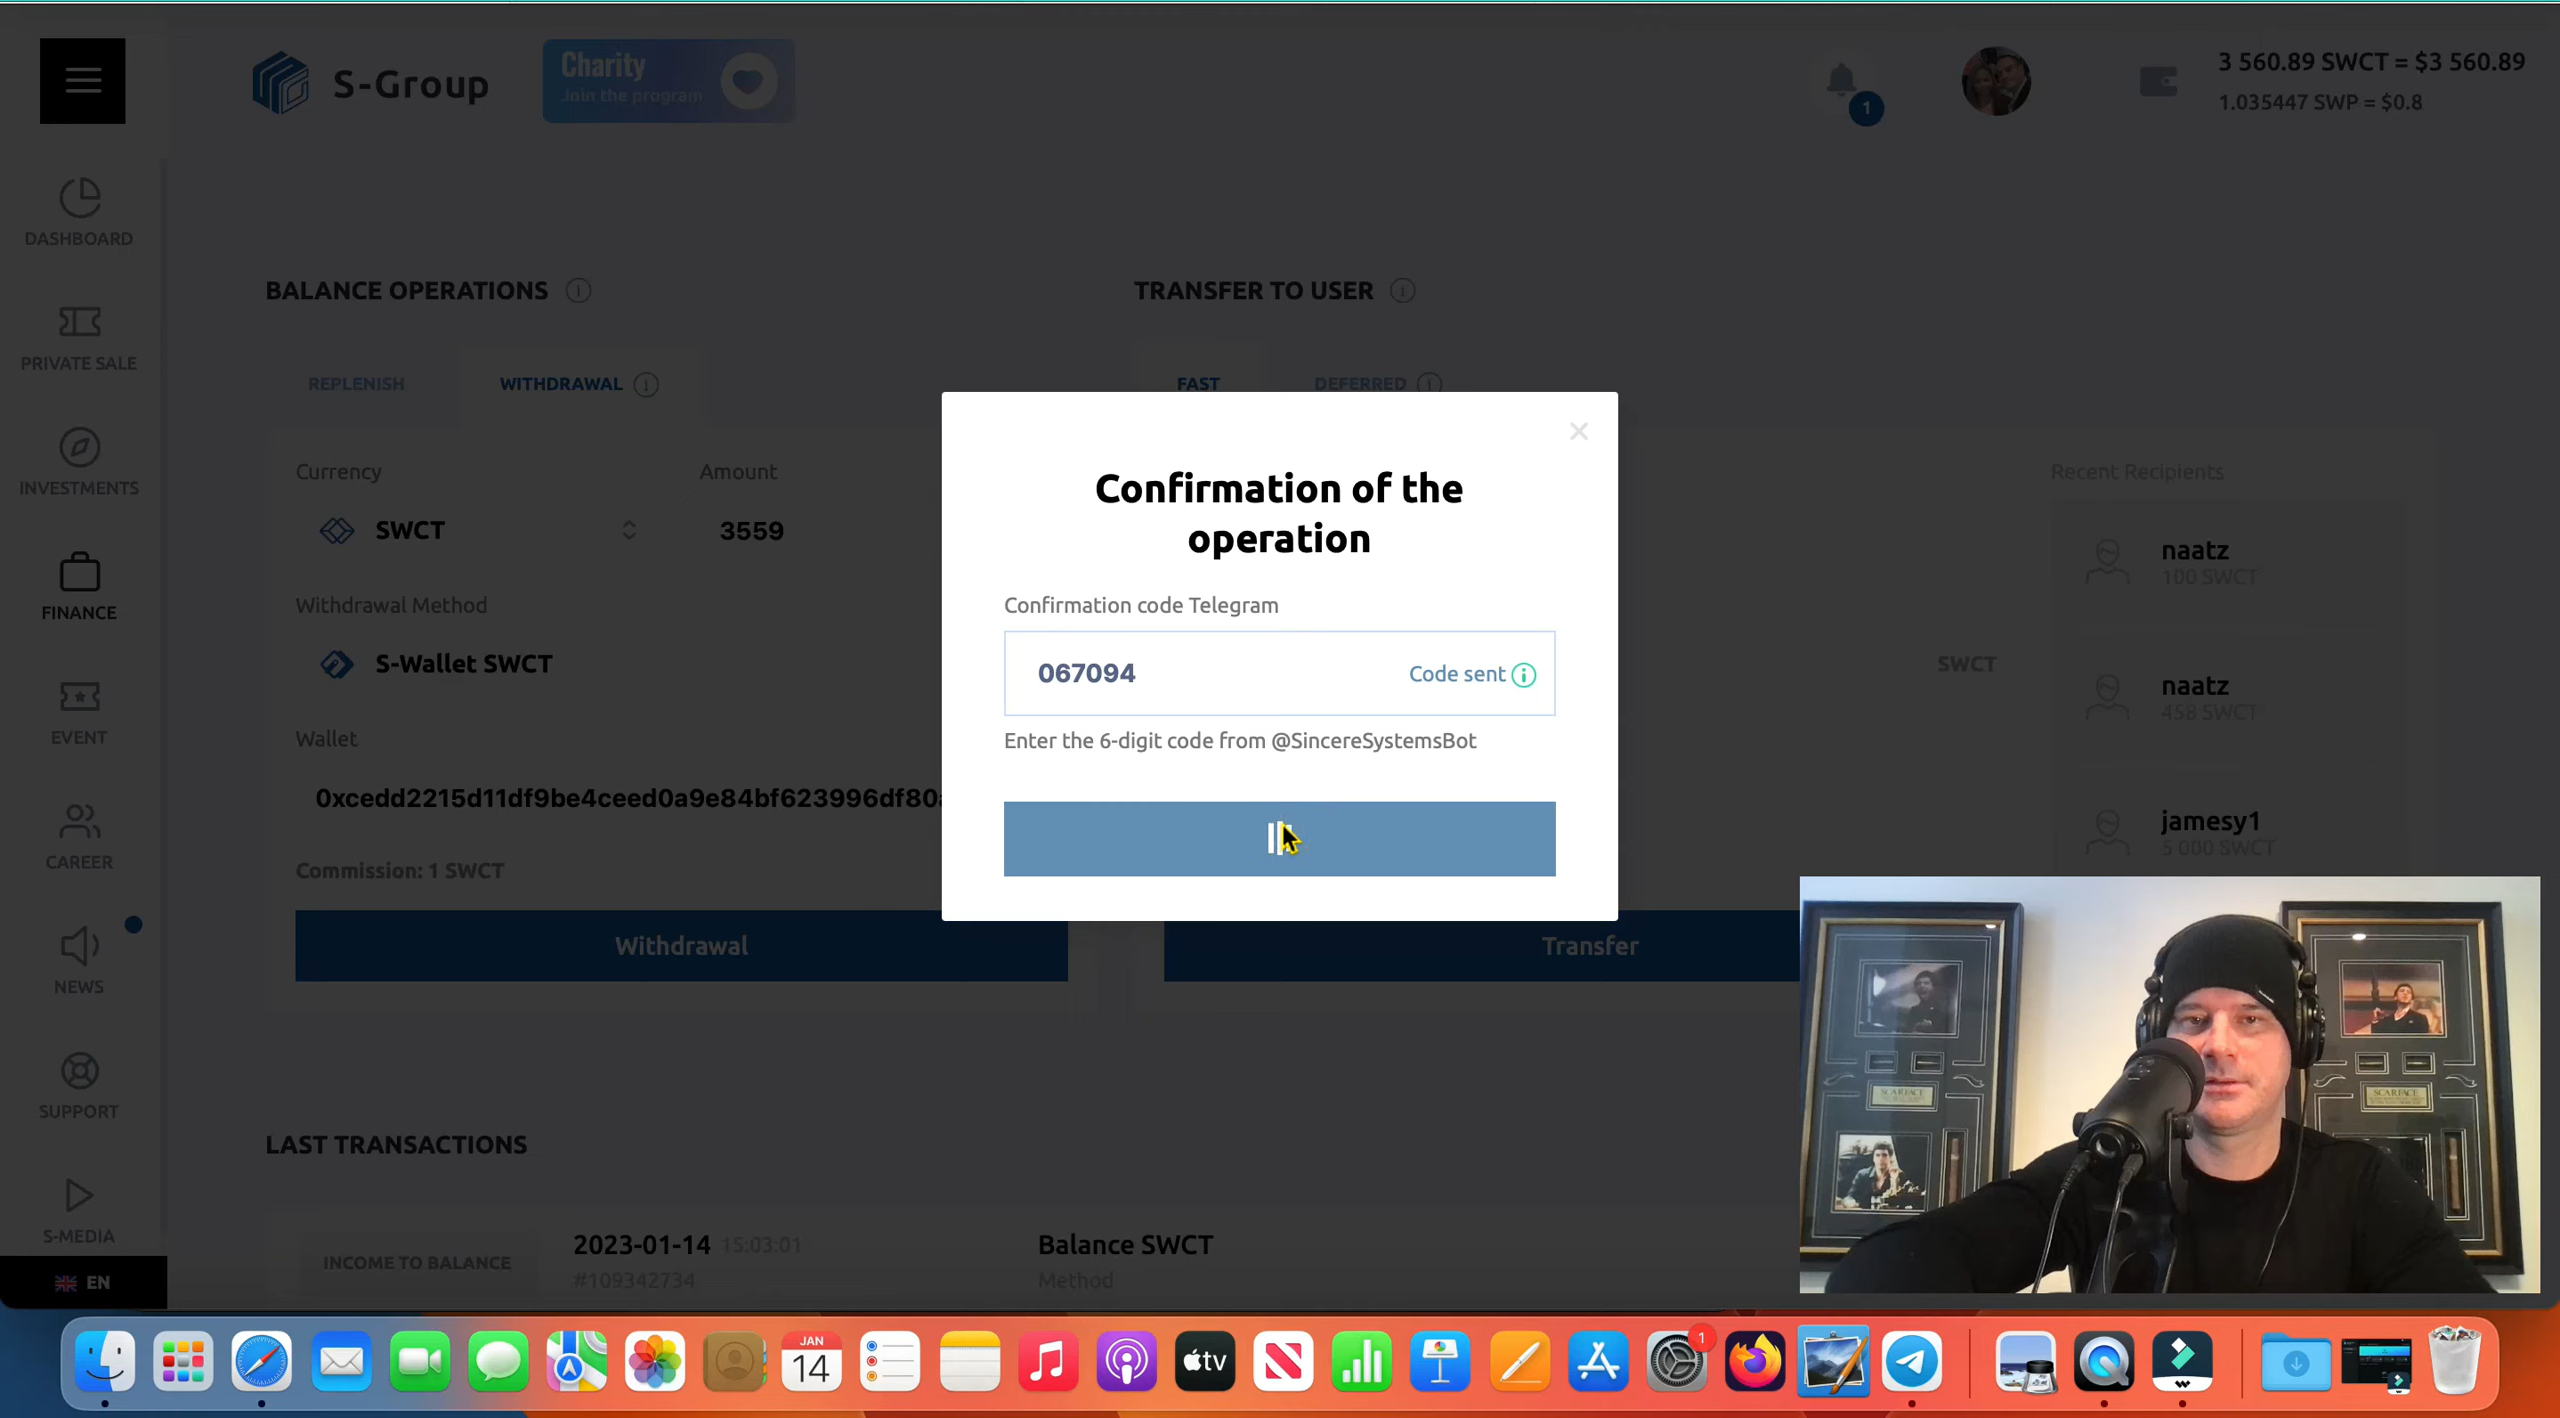 S-Group
Charity
Join the program
1
3 560.89 SWCT = $3 560.89
1.035447 SWP = $0.8
DASHBOARD
PRIVATE SALE
INVESTMENTS
FINANCE
EVENT
CAREER
NEWS
SUPPORT
S-MEDIA
EN
BALANCE OPERATIONS
REPLENISH
WITHDRAWAL
Currency
Amount
SWCT
3559
Withdrawal Method
S-Wallet SWCT
Wallet
0xcedd2215d11df9be4ceed0a9e84bf623996df80
Commission: 1 SWCT
Withdrawal
TRANSFER TO USER
FAST
DEFERRED
SWCT
Recent Recipients
naatz
100 SWCT
naatz
458 SWCT
jamesy1
5 000 SWCT
Transfer
Confirmation of the
operation
Confirmation code Telegram
067094
Code sent
Enter the 6-digit code from @SincereSystemsBot
LAST TRANSACTIONS
INCOME TO BALANCE
2023-01-14 15:03:01
#109342734
Balance SWCT
Method
SCARFACE
SCARFACE
JAN
14
tv
1